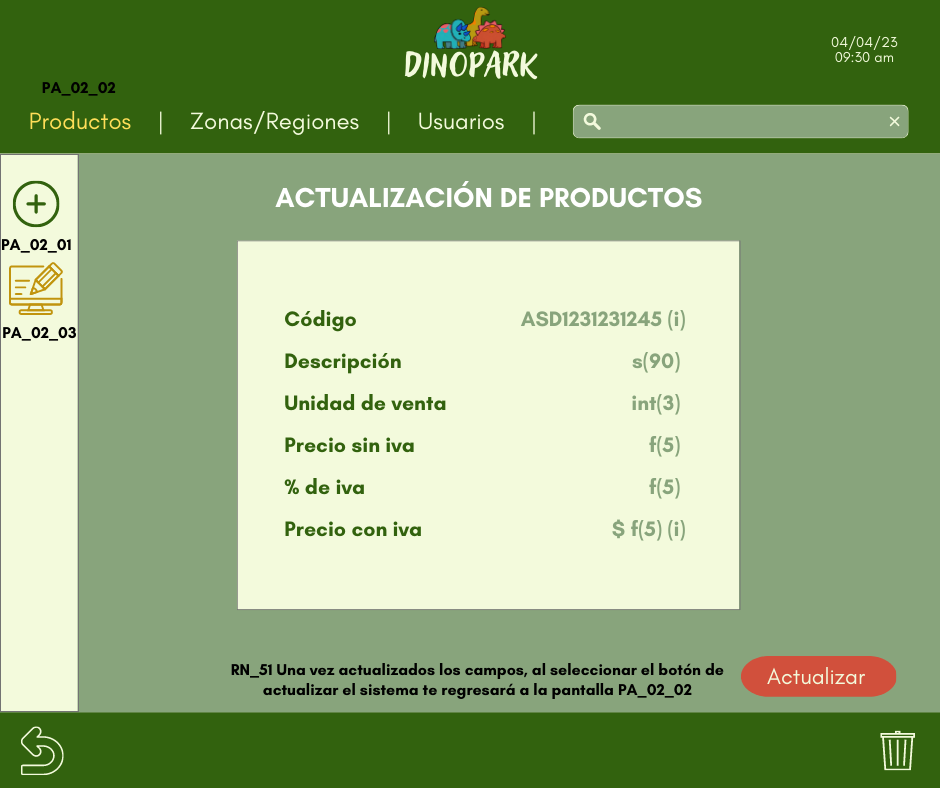 DINOPARK
04/04/23
09:30 am
PA_02_02
Productos | Zonas/Regiones | Usuarios |
PA_02_01
PA_02_03
ACTUALIZACIÓN DE PRODUCTOS
Código ASD1231231245 (i)
Descripción s(90)
Unidad de venta int(3)
Precio sin iva f(5)
% de iva f(5)
Precio con iva $ f(5) (i)
RN_51 Una vez actualizados los campos, al seleccionar el botón de
actualizar el sistema te regresará a la pantalla PA_02_02
Actualizar